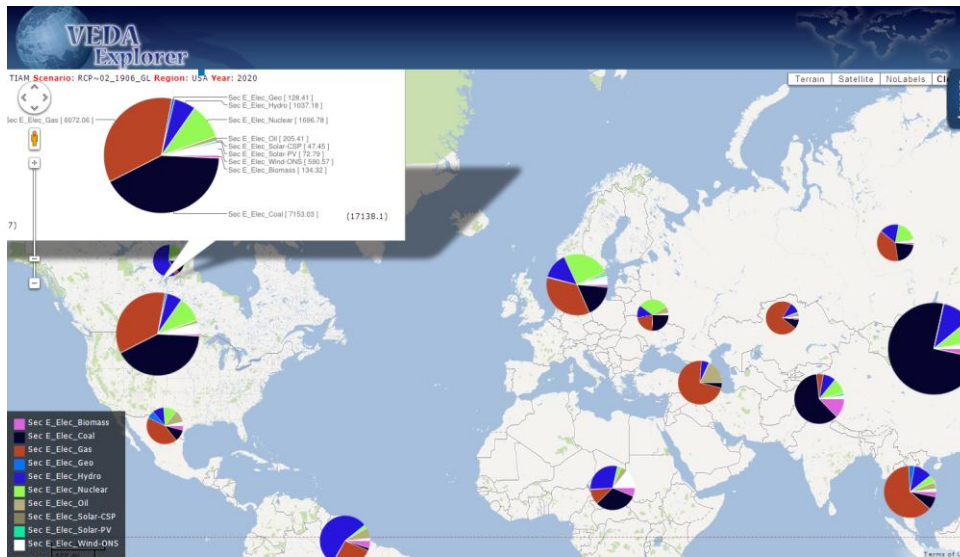 VEDA
Explorer
TIAM Scenario: RCP~02_1906_GL Region: USA Year: 2020
Terrain
Satellite
NoLabels
Sec E_Elec_Geo [ 128.41 ]
Sec E_Elec_Hydro [ 1037.18 ]
Sec E_Elec_Gas [ 6072.06 ]
Sec E_Elec_Nuclear [ 1696.78 ]
Sec E_Elec_Oil [ 205.41 ]
Sec E_Elec_Solar-CSP [ 47.45 ]
Sec E_Elec_Solar-PV [ 72.79 ]
Sec E_Elec_Wind-ONS [ 590.57 ]
Sec E_Elec_Biomass [ 134.32 ]
Sec E_Elec_Coal [ 7153.03 ]
(17138.1)
7)
Sec E_Elec_Biomass
Sec E_Elec_Coal
Sec E_Elec_Gas
Sec E_Elec_Geo
Sec E_Elec_Hydro
Sec E_Elec_Nuclear
Sec E_Elec_Oil
Sec E_Elec_Solar-CSP
Sec E_Elec_Solar-PV
Sec E_Elec_Wind-ONS
Terms of